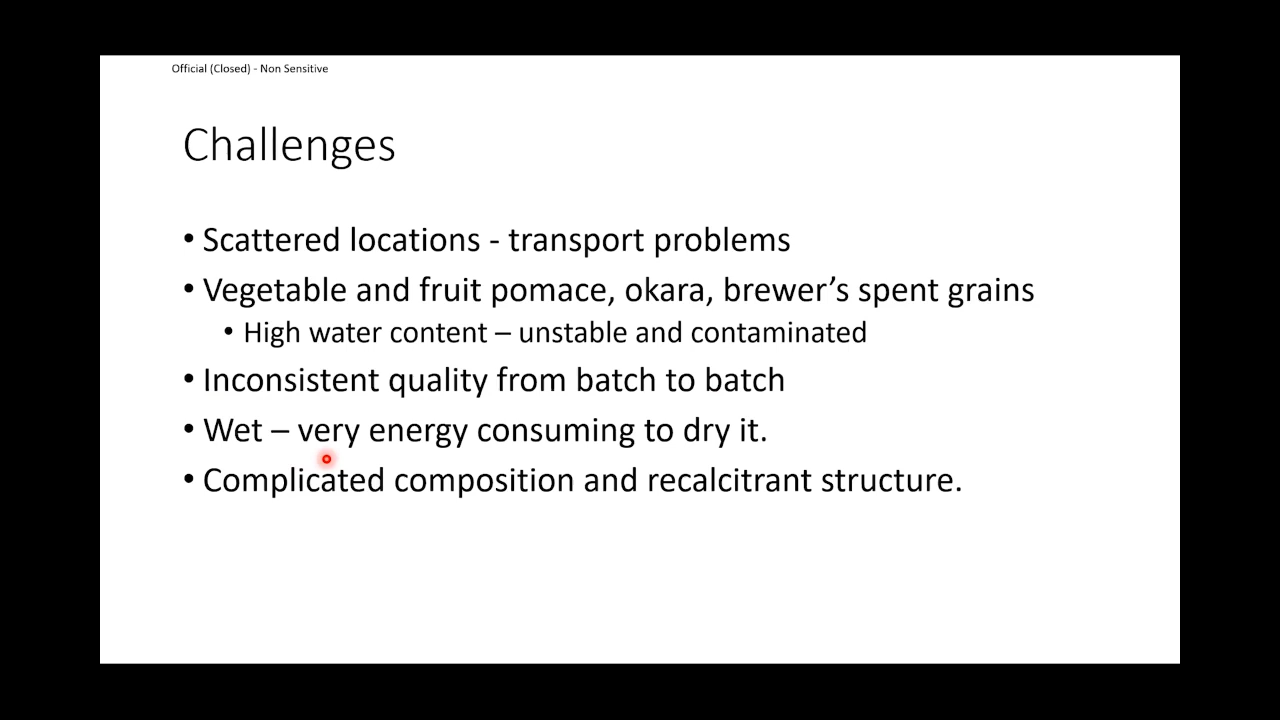 Official (Closed) - Non Sensitive
Challenges
• Scattered locations - transport problems
• Vegetable and fruit pomace, okara, brewer’s spent grains
• High water content – unstable and contaminated
• Inconsistent quality from batch to batch
• Wet – very energy consuming to dry it.
• Complicated composition and recalcitrant structure.